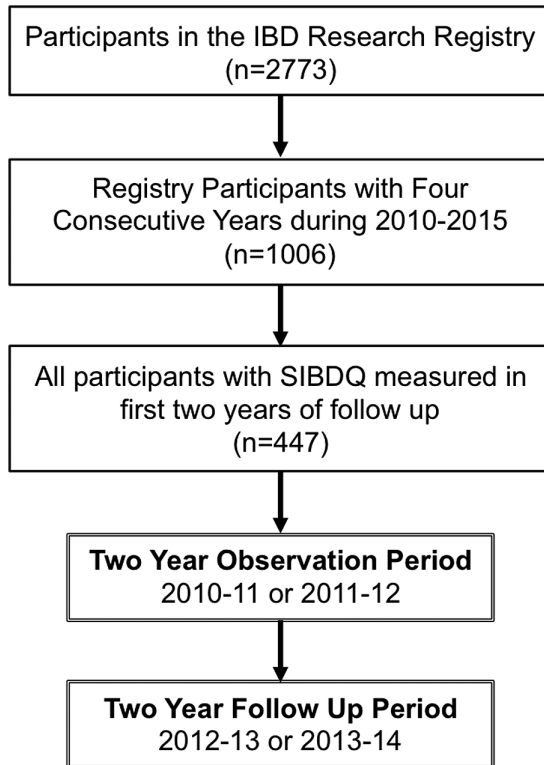 Participants in the IBD Research Registry
(n=2773)
Registry Participants with Four
Consecutive Years during 2010-2015
(n=1006)
All participants with SIBDQ measured in
first two years of follow up
(n=447)
Two Year Observation Period
2010-11 or 2011-12
Two Year Follow Up Period
2012-13 or 2013-14